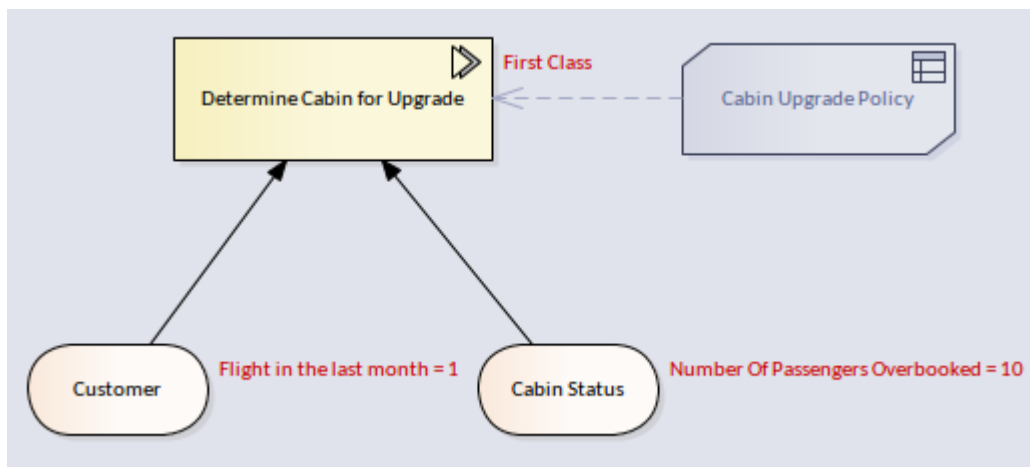 Determine Cabin for Upgrade
First Class
Cabin Upgrade Policy
Customer
Flight in the last month = 1
Cabin Status
Number Of Passengers Overbooked = 10